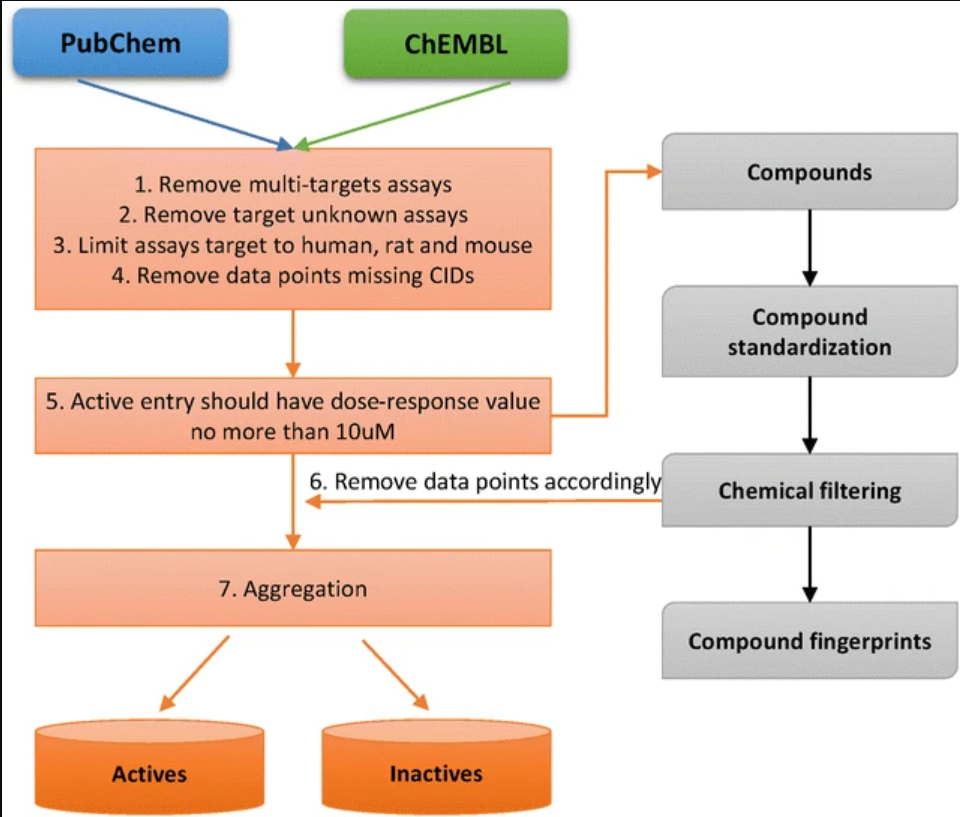 PubChem
ChEMBL
1. Remove multi-targets assays
2. Remove target unknown assays
3. Limit assays target to human, rat and mouse
4. Remove data points missing CIDs
5. Active entry should have dose-response value
no more than 10uM
6. Remove data points accordingly
7. Aggregation
Actives
Inactives
Compounds
Compound
standardization
Chemical filtering
Compound fingerprints